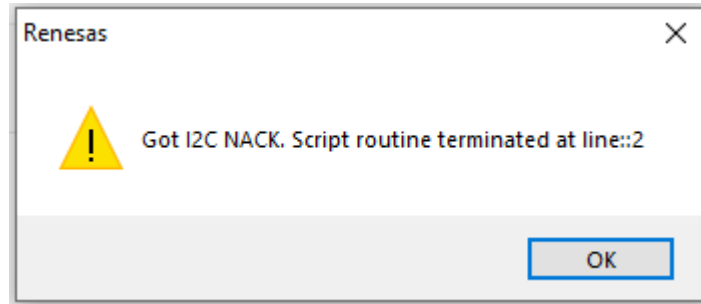 Renesas
Got I2C NACK. Script routine terminated at line::2
OK